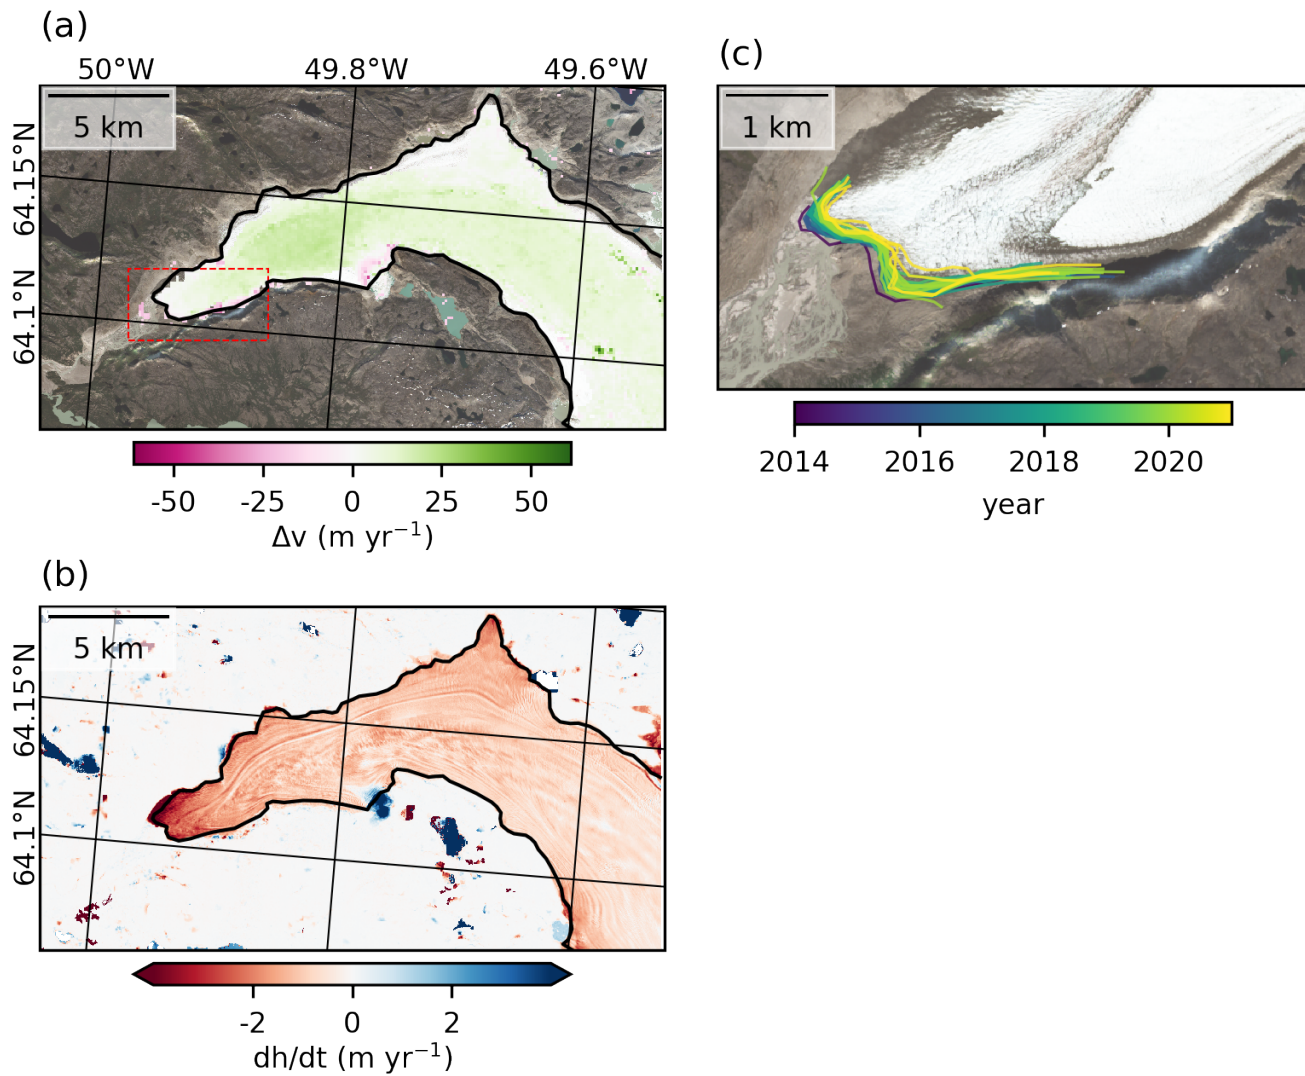 (a)
50°W 49.8°W 49.6°W
5 km
64.15°N
64.1°N
-50 -25 0 25 50
Δv (m yr⁻¹)
(c)
1 km
2014 2016 2018 2020
year
(b)
5 km
64.15°N
64.1°N
-2 0 2
dh/dt (m yr⁻¹)